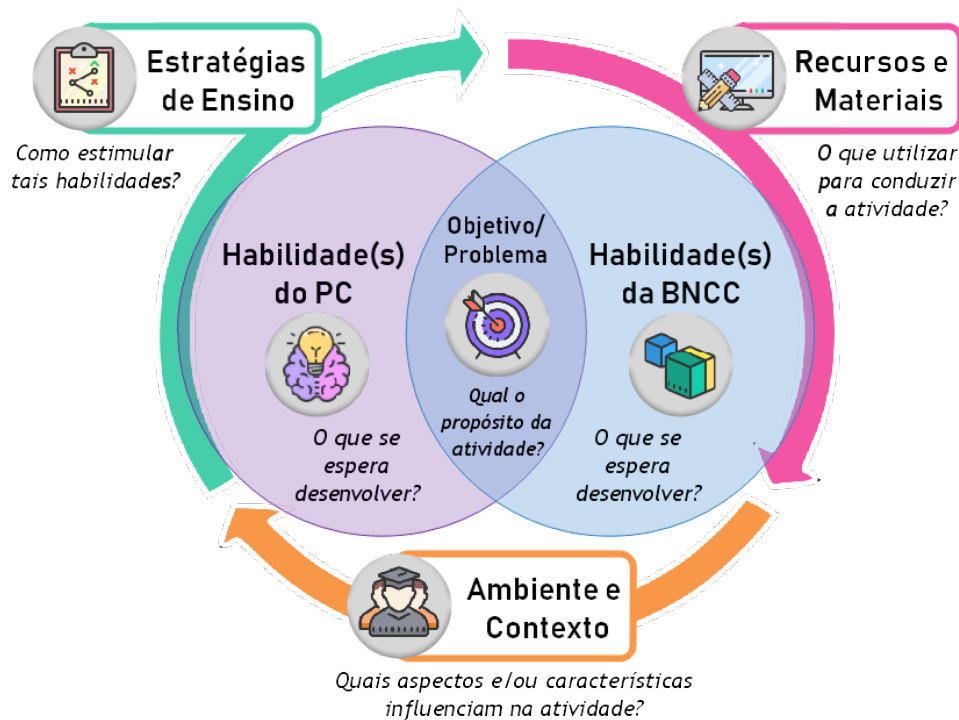 Estratégias
de Ensino
Como estimular
tais habilidades?
Recursos e
Materiais
O que utilizar
para conduzir
a atividade?
Habilidade(s)
do PC
O que se
espera
desenvolver?
Objetivo/
Problema
Qual o
propósito da
atividade?
Habilidade(s)
da BNCC
O que se
espera
desenvolver?
Ambiente e
Contexto
Quais aspectos e/ou características
influenciam na atividade?